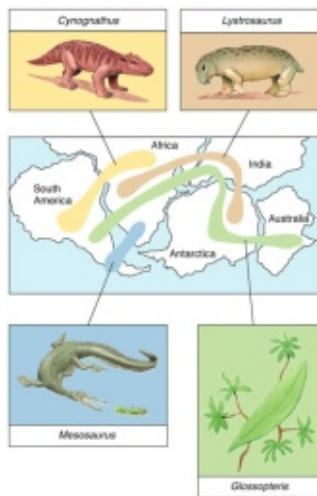 Cynognathus
Lystrosaurus
Africa
India
South
America
Australia
Antarctica
Mesosaurus
Glossopteris